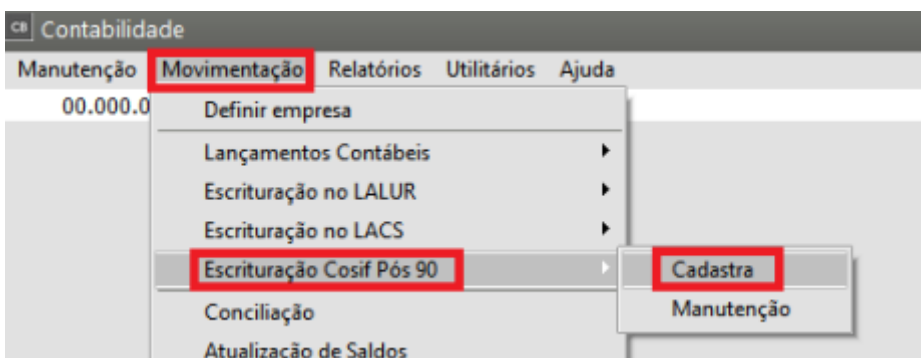 CB Contabilidade
Manutenção Movimentação Relatórios Utilitários Ajuda
00.000.0
Definir empresa
Lançamentos Contábeis
Escrituração no LALUR
Escrituração no LACS
Escrituração Cosif Pós 90
Cadastra
Manutenção
Conciliação
Atualização de Saldos